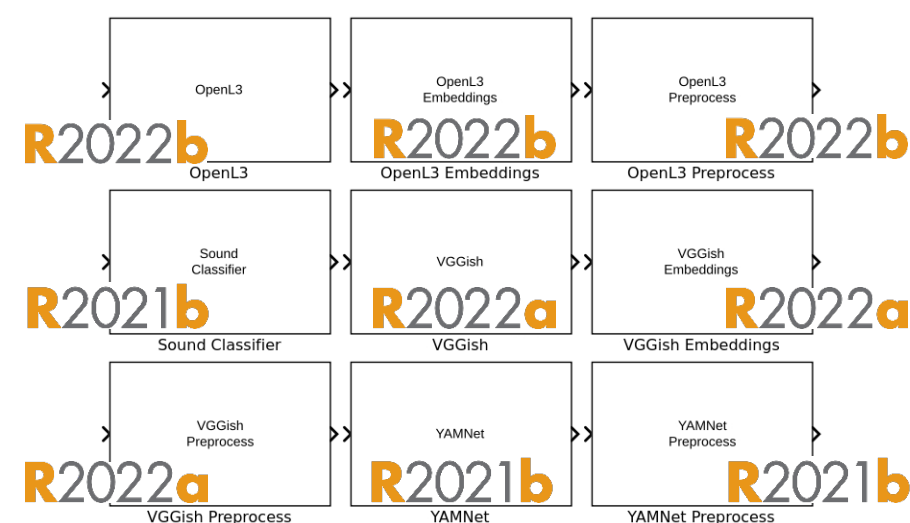 OpenL3
OpenL3
Embeddings
OpenL3
Preprocess
R2022b
R2022b
R2022b
OpenL3
OpenL3 Embeddings
OpenL3 Preprocess
Sound
Classifier
VGGish
VGGish
Embeddings
R2021b
R2022a
R2022a
Sound Classifier
VGGish
VGGish Embeddings
VGGish
Preprocess
YAMNet
YAMNet
Preprocess
R2022a
R2021b
R2021b
VGGish Preprocess
YAMNet
YAMNet Preprocess